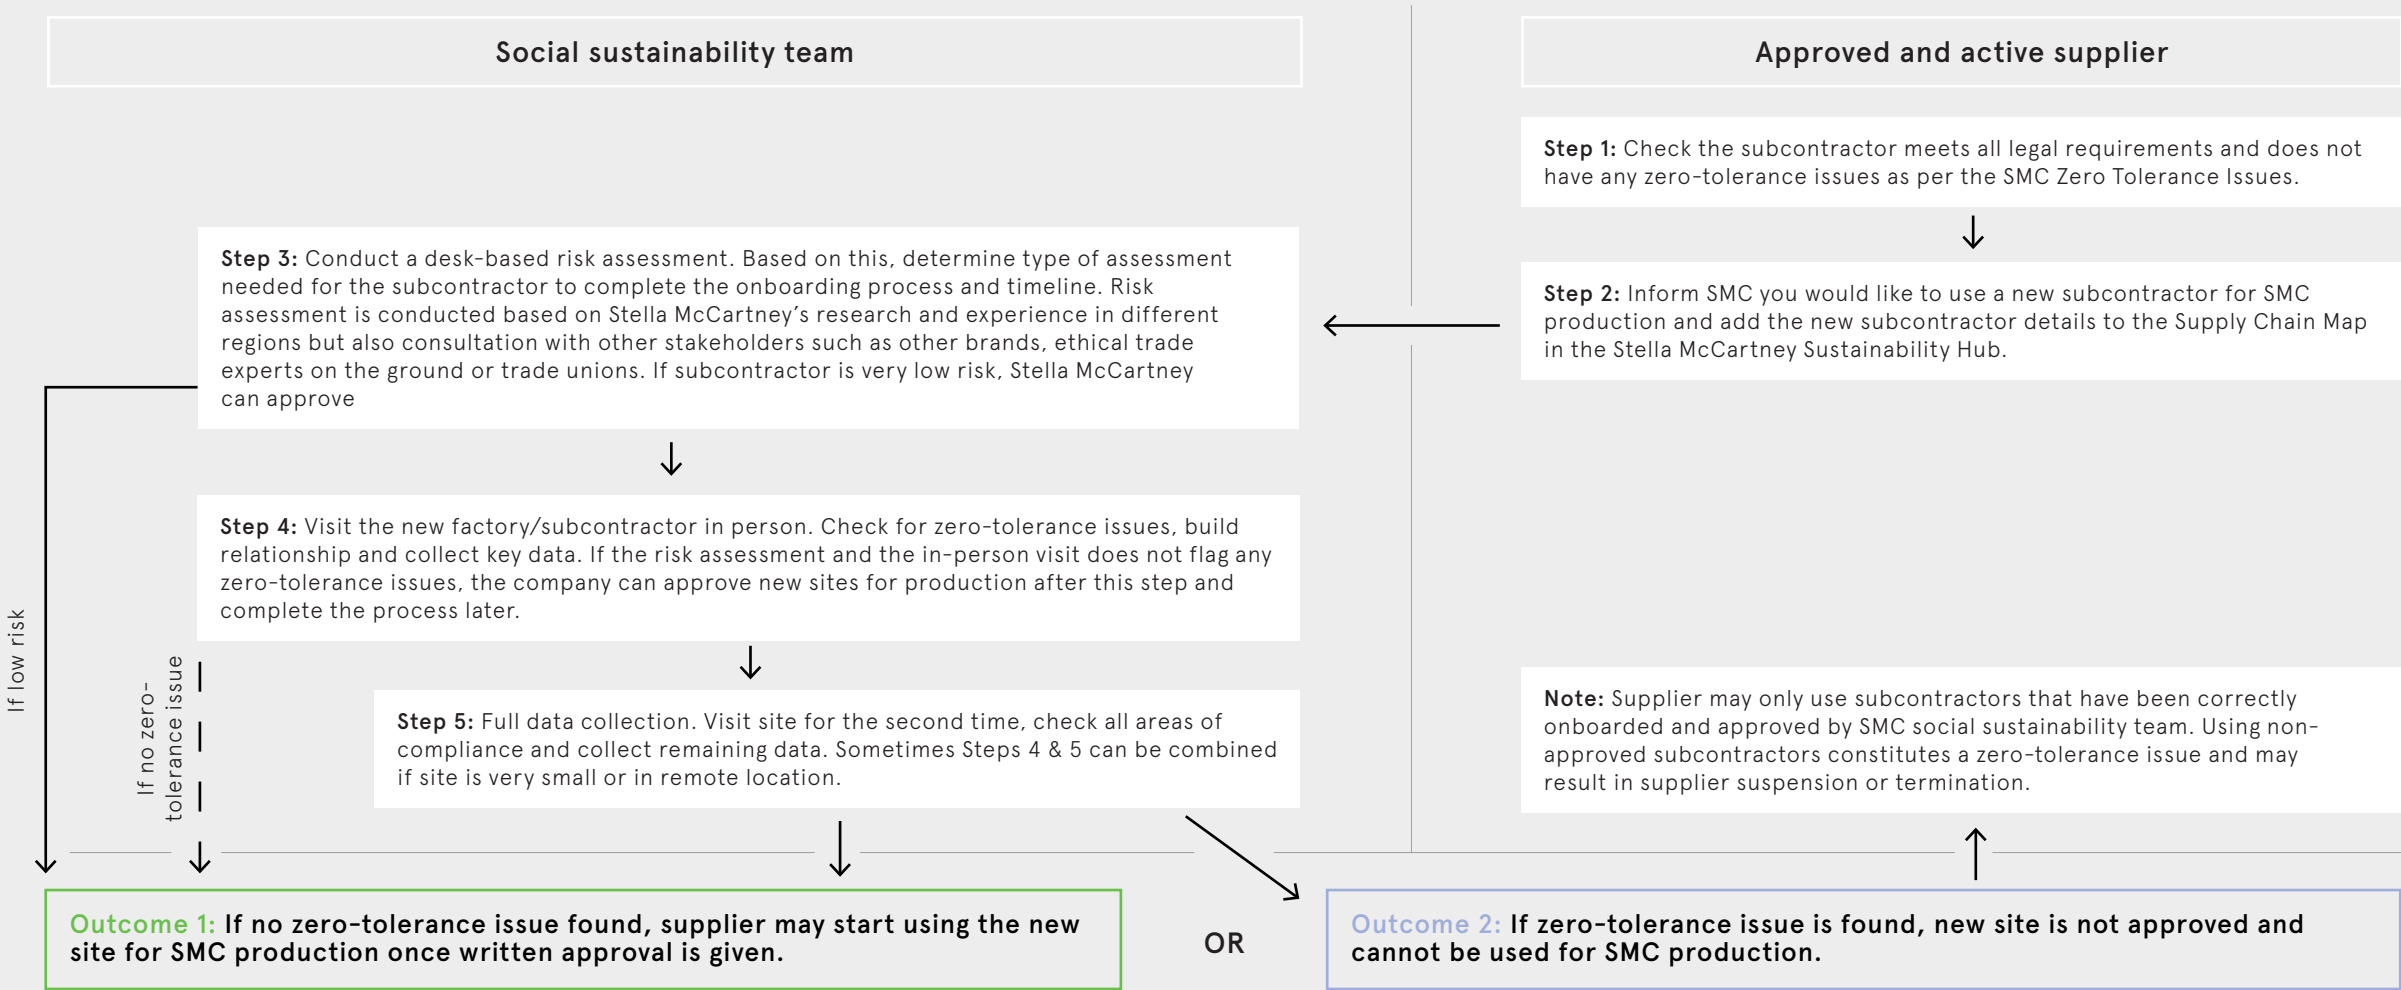 Social sustainability team
Approved and active supplier
Step 1: Check the subcontractor meets all legal requirements and does not
have any zero-tolerance issues as per the SMC Zero Tolerance Issues.
Step 2: Inform SMC you would like to use a new subcontractor for SMC
production and add the new subcontractor details to the Supply Chain Map
in the Stella McCartney Sustainability Hub.
Step 3: Conduct a desk-based risk assessment. Based on this, determine type of assessment
needed for the subcontractor to complete the onboarding process and timeline. Risk
assessment is conducted based on Stella McCartney’s research and experience in different
regions but also consultation with other stakeholders such as other brands, ethical trade
experts on the ground or trade unions. If subcontractor is very low risk, Stella McCartney
can approve
Step 4: Visit the new factory/subcontractor in person. Check for zero-tolerance issues, build
relationship and collect key data. If the risk assessment and the in-person visit does not flag any
zero-tolerance issues, the company can approve new sites for production after this step and
complete the process later.
If low risk
If no zero-
tolerance issue
Step 5: Full data collection. Visit site for the second time, check all areas of
compliance and collect remaining data. Sometimes Steps 4 & 5 can be combined
if site is very small or in remote location.
Note: Supplier may only use subcontractors that have been correctly
onboarded and approved by SMC social sustainability team. Using non-
approved subcontractors constitutes a zero-tolerance issue and may
result in supplier suspension or termination.
Outcome 1: If no zero-tolerance issue found, supplier may start using the new
site for SMC production once written approval is given.
OR
Outcome 2: If zero-tolerance issue is found, new site is not approved and
cannot be used for SMC production.